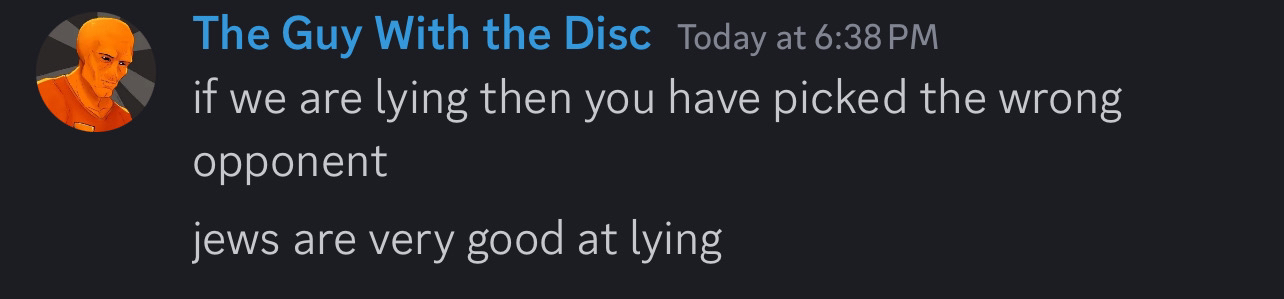 The Guy With the Disc Today at 6:38 PM
if we are lying then you have picked the wrong
opponent
jews are very good at lying